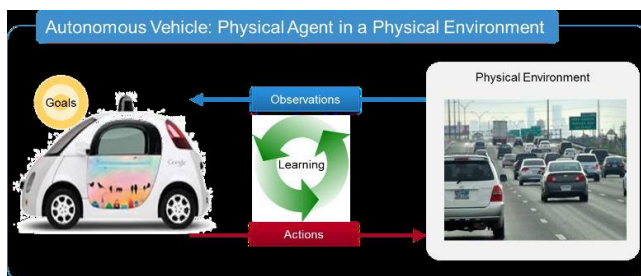 Autonomous Vehicle: Physical Agent in a Physical Environment
Goals
Google
Observations
Learning
Actions
Physical Environment